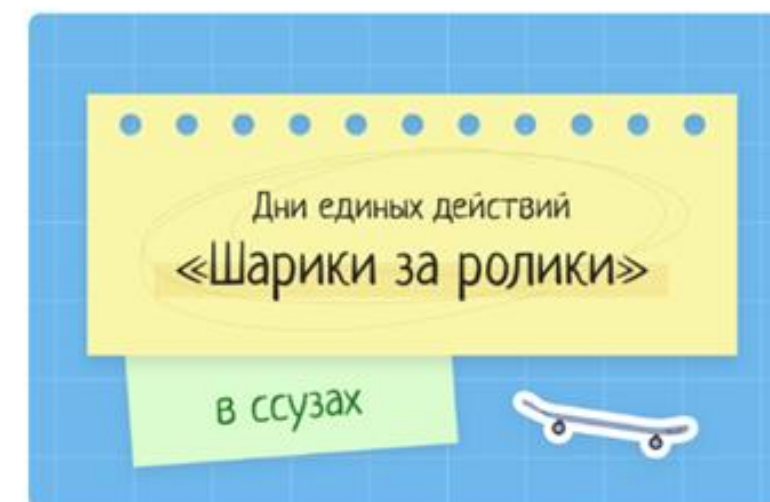 Дни единых действий
«Шарики за ролики»
в ссузах